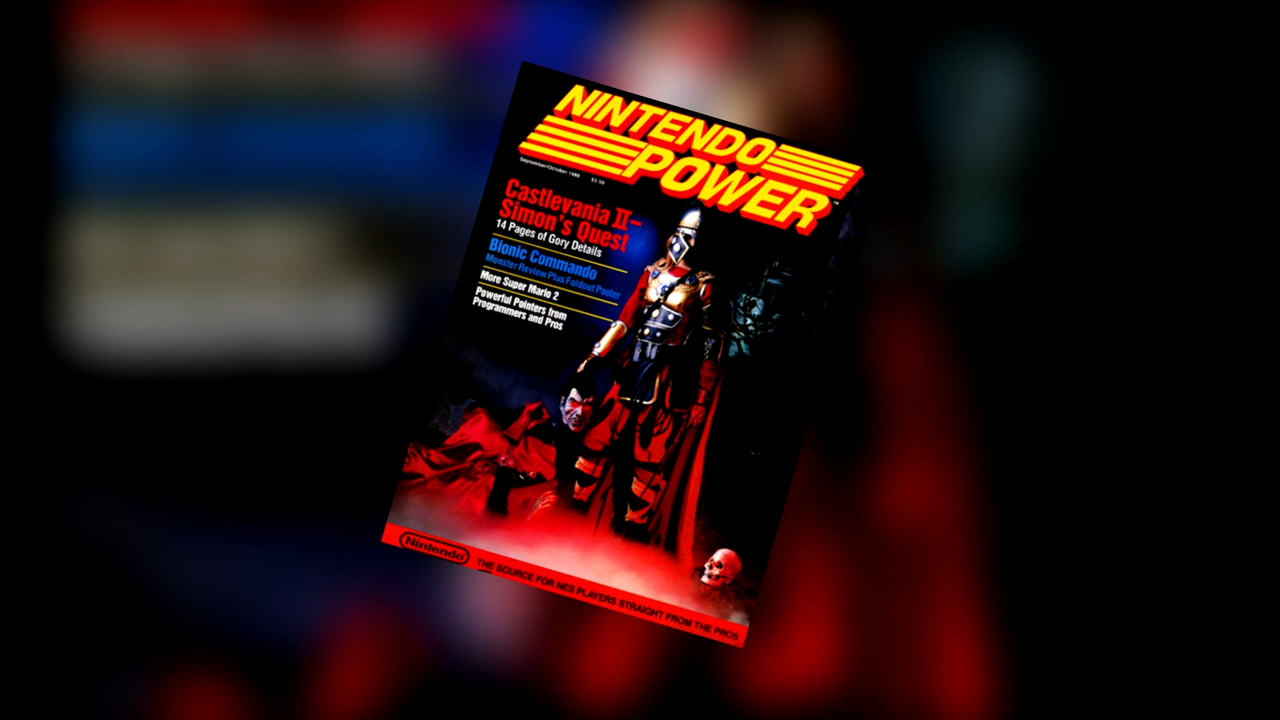 NINTENDO
POWER
September/October 1988 $3.50
Castlevania II-
Simon's Quest
14 Pages of Gory Details
Bionic Commando
Monster Review Plus Foldout Poster
More Super Mario 2
Powerful Pointers from
Programmers and Pros
Nintendo
THE SOURCE FOR NES PLAYERS STRAIGHT FROM THE PROS